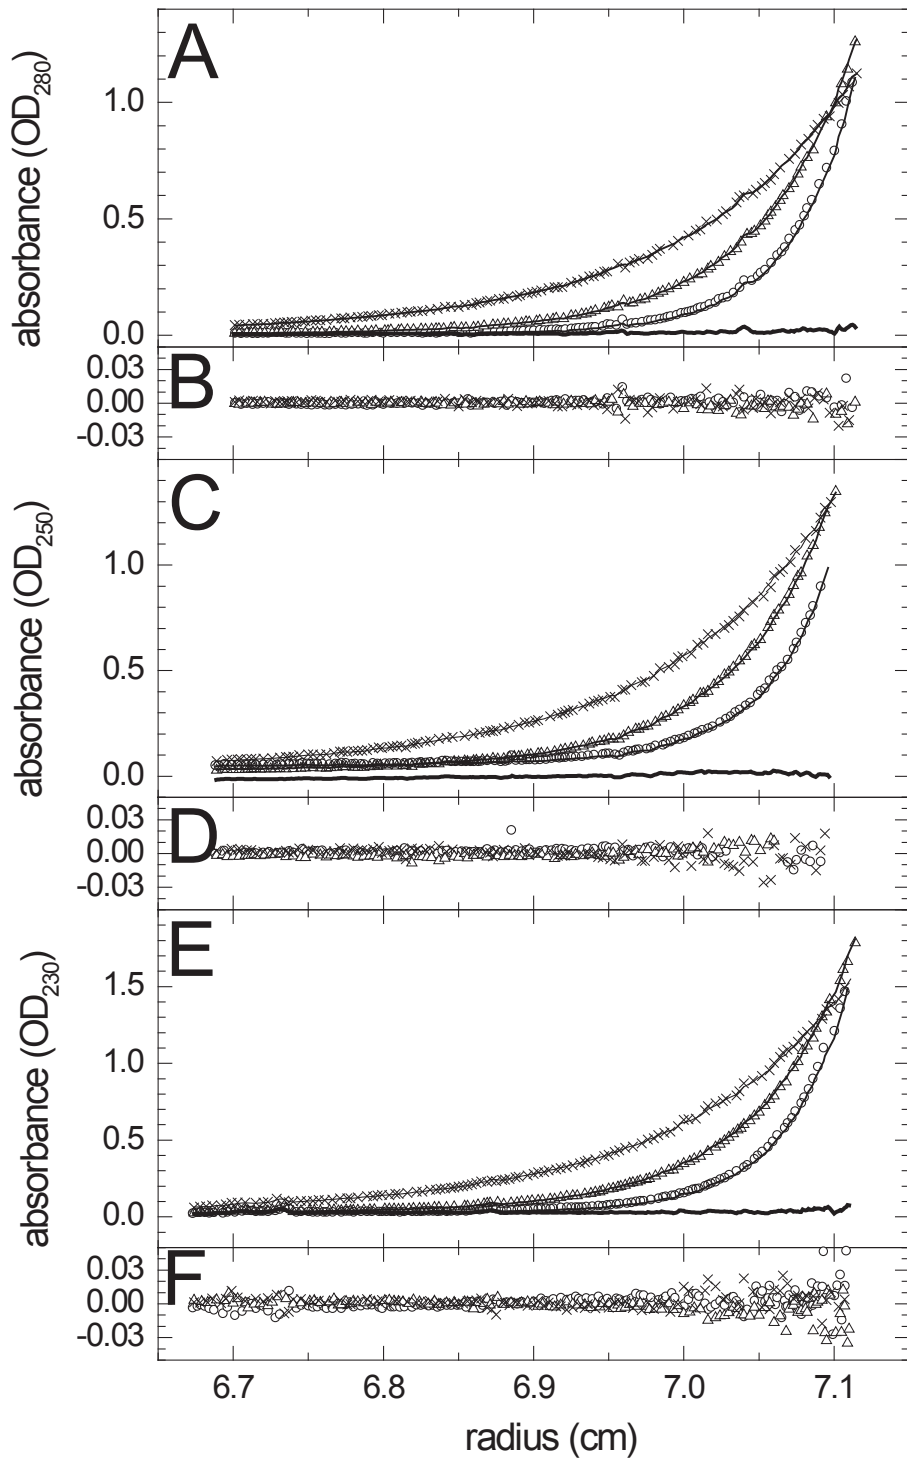 A
absorbance (OD280)
1.0
0.5
0.0
B
0.03
0.00
-0.03
C
absorbance (OD250)
1.0
0.5
0.0
D
0.03
0.00
-0.03
E
absorbance (OD230)
1.5
1.0
0.5
0.0
F
0.03
0.00
-0.03
6.7 6.8 6.9 7.0 7.1
radius (cm)